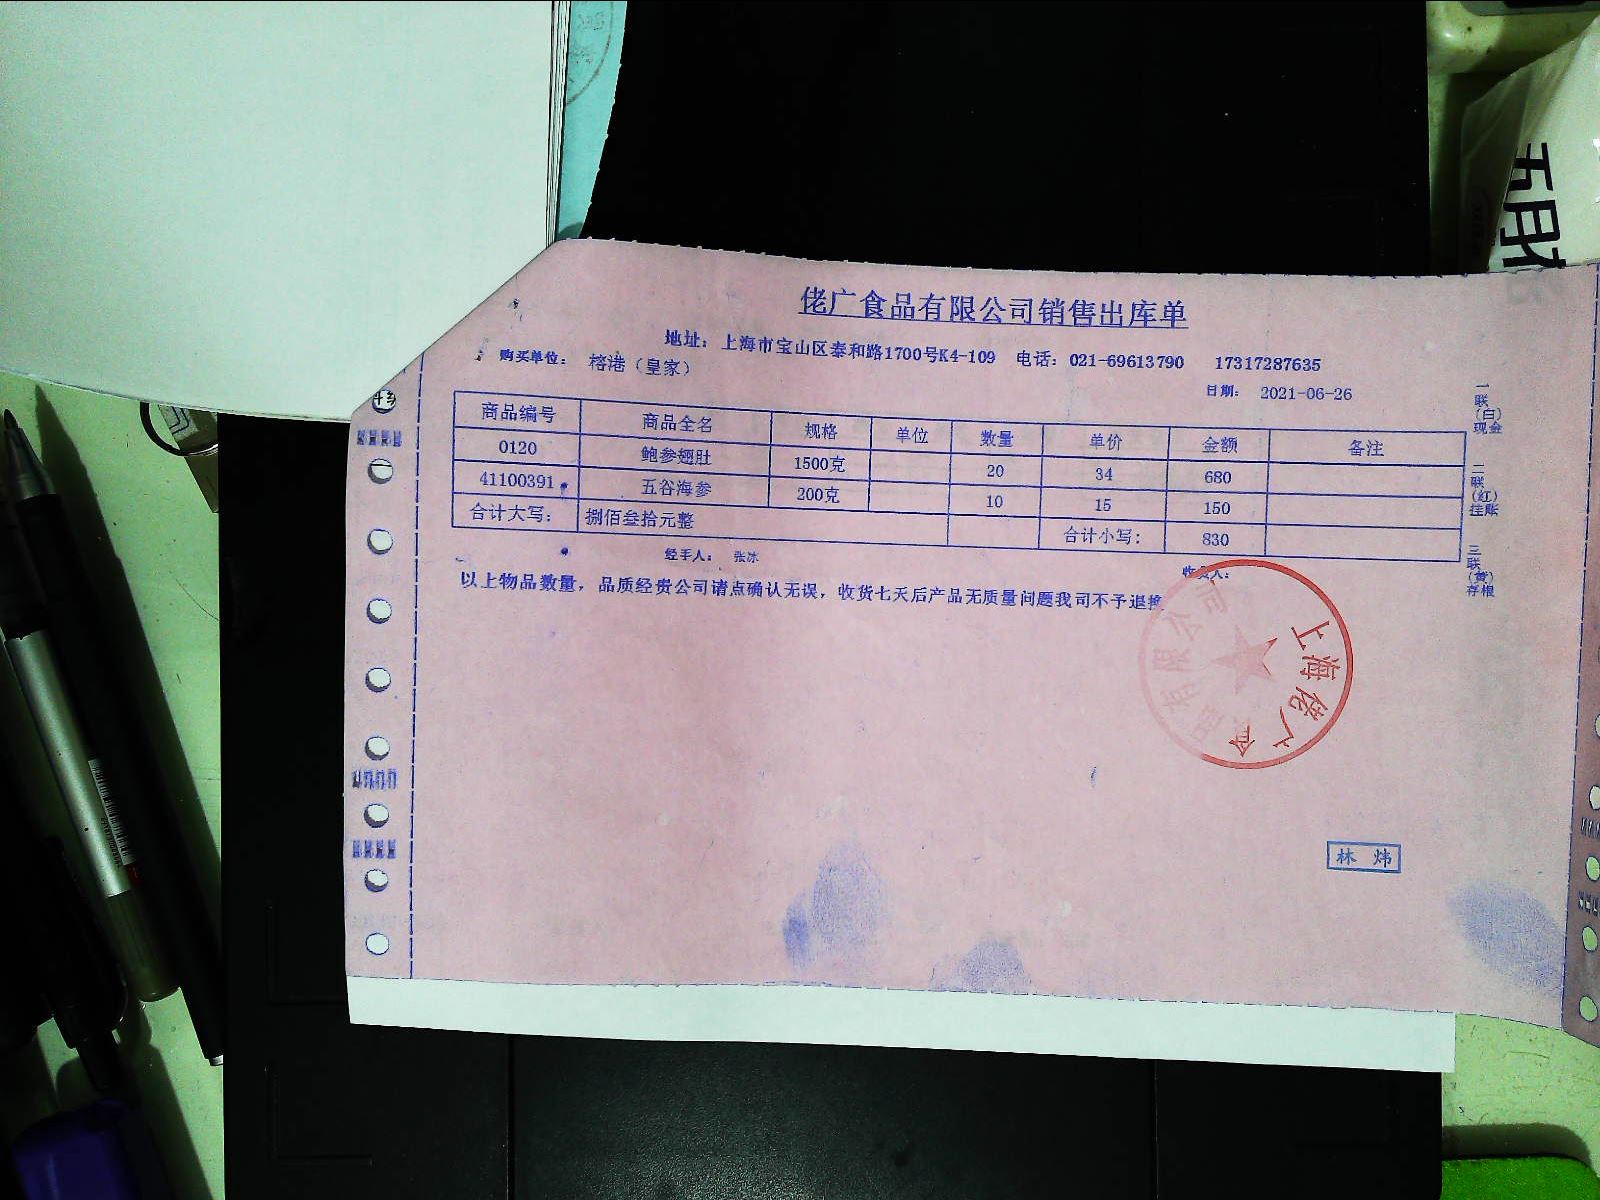 佬广食品有限公司销售出库单
地址：上海市宝山区泰和路1700号K4-109 电话：021-69613790 17317287635
购买单位： 榕港（皇家）
日期： 2021-06-26
商品编号 商品全名 规格 单位 数量 单价 金额 备注
0120 鲍参翅肚 1500克 20 34 680
41100391 五谷海参 200克 10 15 150
合计大写： 捌佰叁拾元整 合计小写： 830
经手人： 张冰 收货人：
以上物品数量，品质经贵公司请点确认无误，收货七天后产品无质量问题我司不予退换
一联（白）现金
二联（红）挂账
三联（黄）存根
上海佬广食品有限公司
林 炜
五月